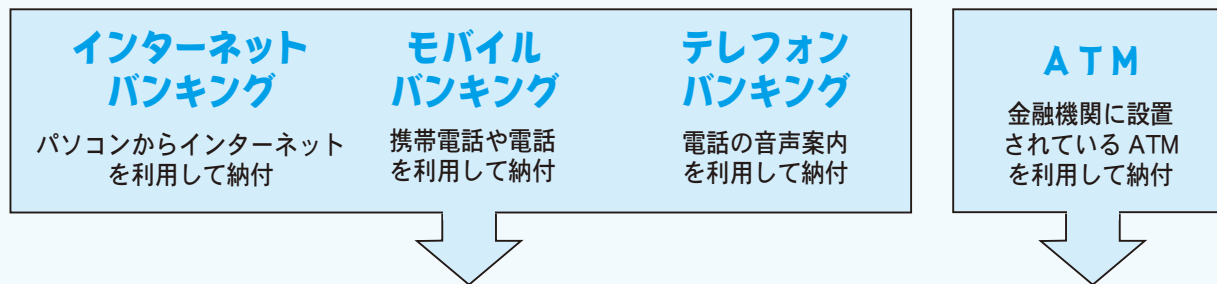 インターネット
バンキング
パソコンからインターネット
を利用して納付
モバイル
バンキング
携帯電話や電話
を利用して納付
テレフォン
バンキング
電話の音声案内
を利用して納付
ATM
金融機関に設置
されている ATM
を利用して納付